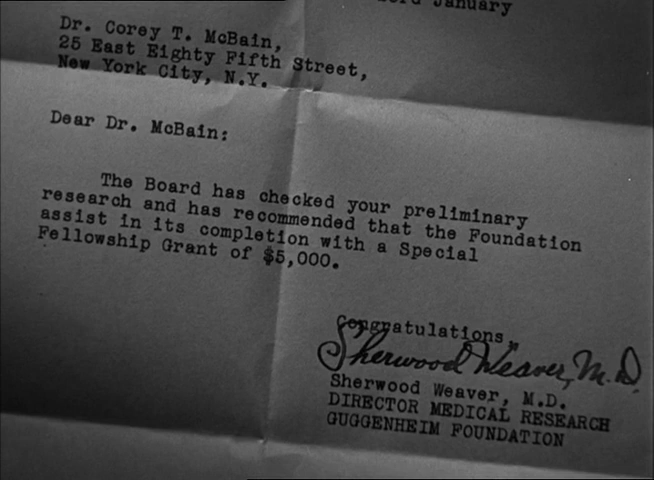 January
Dr. Corey T. McBain,
25 East Eighty Fifth Street,
New York City, N.Y.
Dear Dr. McBain:
The Board has checked your preliminary
research and has recommended that the Foundation
assist in its completion with a Special
Fellowship Grant of $5,000.
Congratulations,
Sherwood Weaver, M.D.
Sherwood Weaver, M.D.
DIRECTOR MEDICAL RESEARCH
GUGGENHEIM FOUNDATION